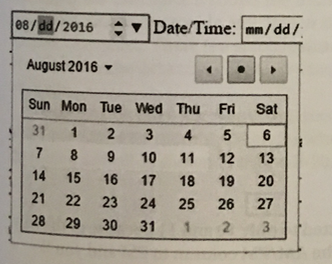 08/dd/2016 Date/Time: mm/dd/
August 2016
Sun Mon Tue Wed Thu Fri Sat
31 1 2 3 4 5 6
7 8 9 10 11 12 13
14 15 16 17 18 19 20
21 22 23 24 25 26 27
28 29 30 31 1 2 3